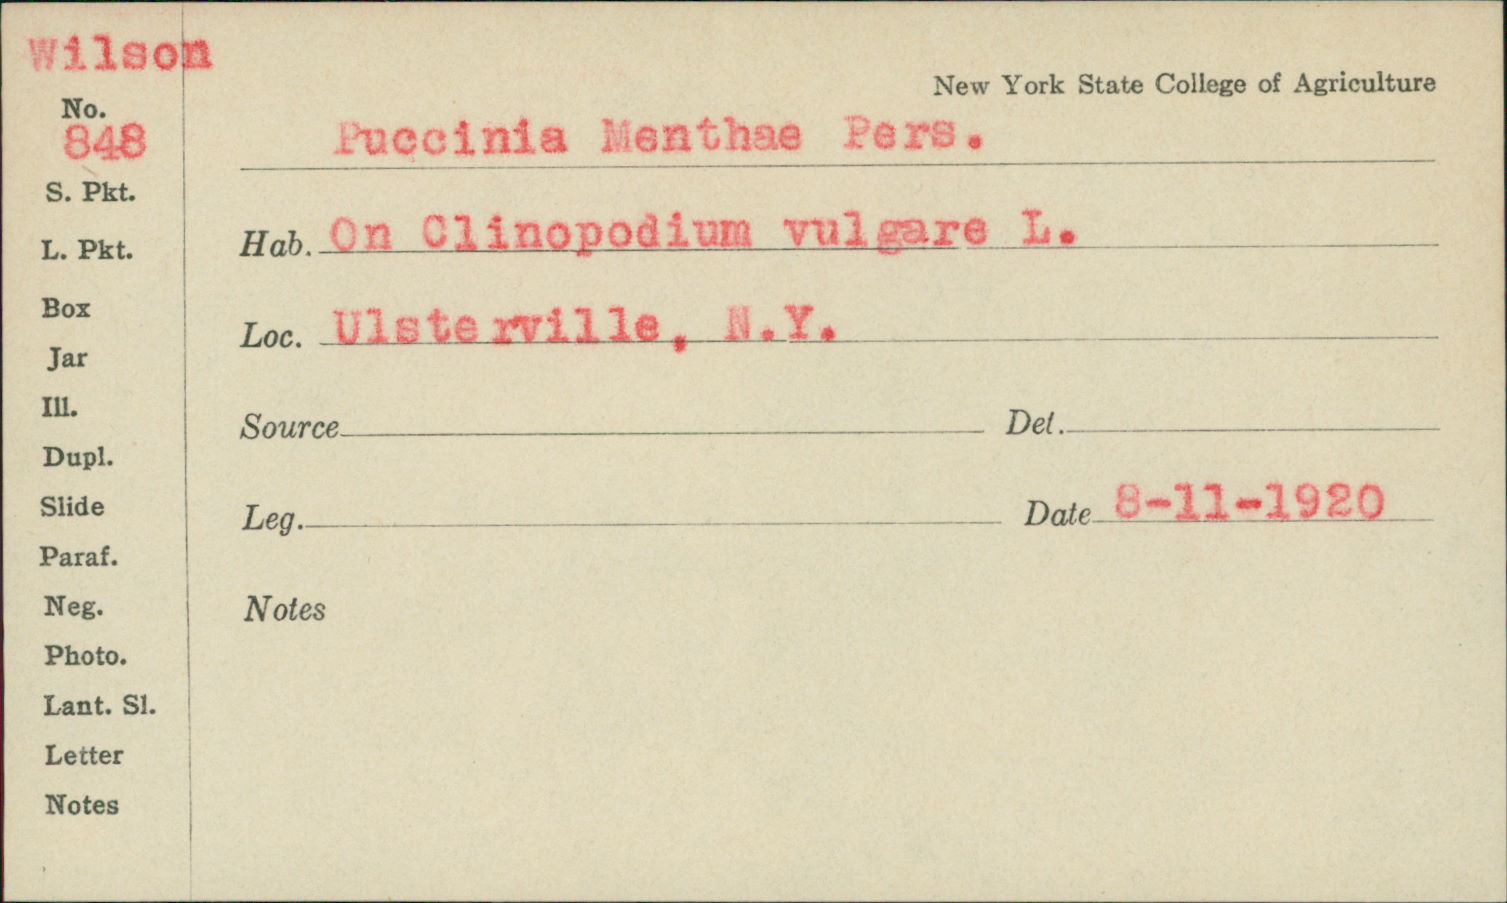 Wilson
New York State College of Agriculture
No.
848
Puccinia Menthae Pers.
S. Pkt.
Hab. On Clinopodium vulgare L.
L. Pkt.
Box
Loc. Ulsterville, N.Y.
Jar
Ill.
Source Det.
Dupl.
Slide
Leg. Date 8-11-1920
Paraf.
Neg.
Notes
Photo.
Lant. Sl.
Letter
Notes